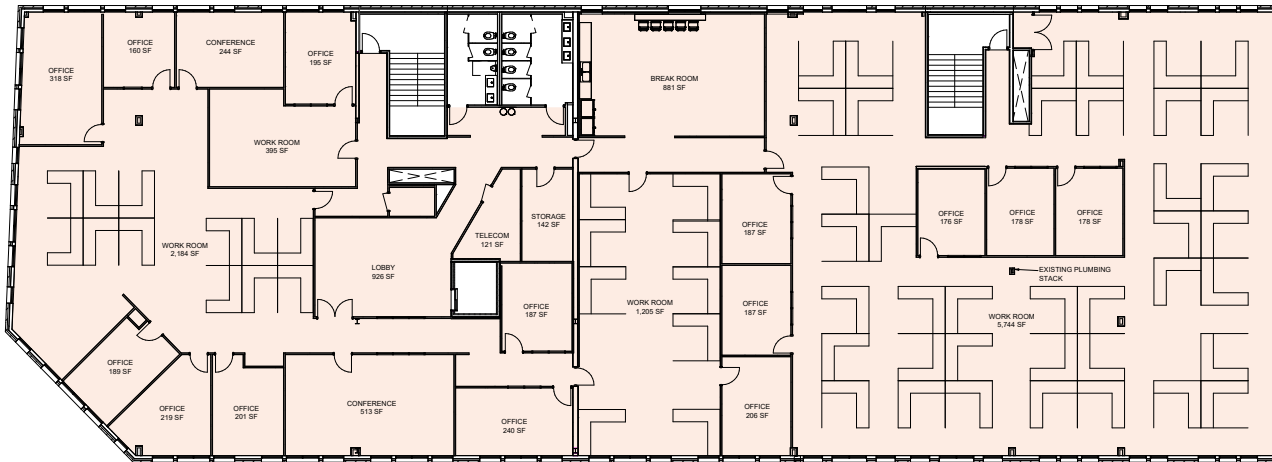 OFFICE
318 SF
OFFICE
160 SF
CONFERENCE
244 SF
OFFICE
195 SF
WORK ROOM
395 SF
BREAK ROOM
881 SF
WORK ROOM
2,184 SF
LOBBY
926 SF
TELECOM
121 SF
STORAGE
142 SF
OFFICE
187 SF
OFFICE
187 SF
OFFICE
187 SF
WORK ROOM
1,205 SF
OFFICE
176 SF
OFFICE
178 SF
OFFICE
178 SF
EXISTING PLUMBING
STACK
WORK ROOM
5,744 SF
OFFICE
189 SF
OFFICE
219 SF
OFFICE
201 SF
CONFERENCE
513 SF
OFFICE
240 SF
OFFICE
206 SF